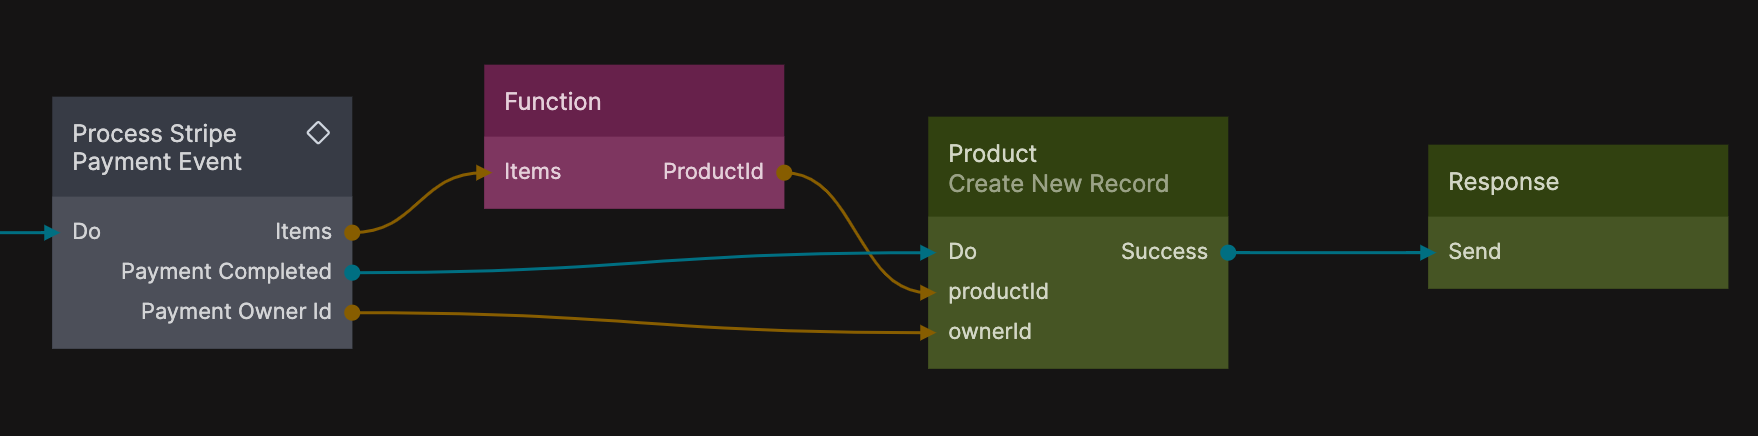 Process Stripe
Payment Event
Do
Items
Payment Completed
Payment Owner Id
Function
Items
ProductId
Product
Create New Record
Do
Success
productId
ownerId
Response
Send